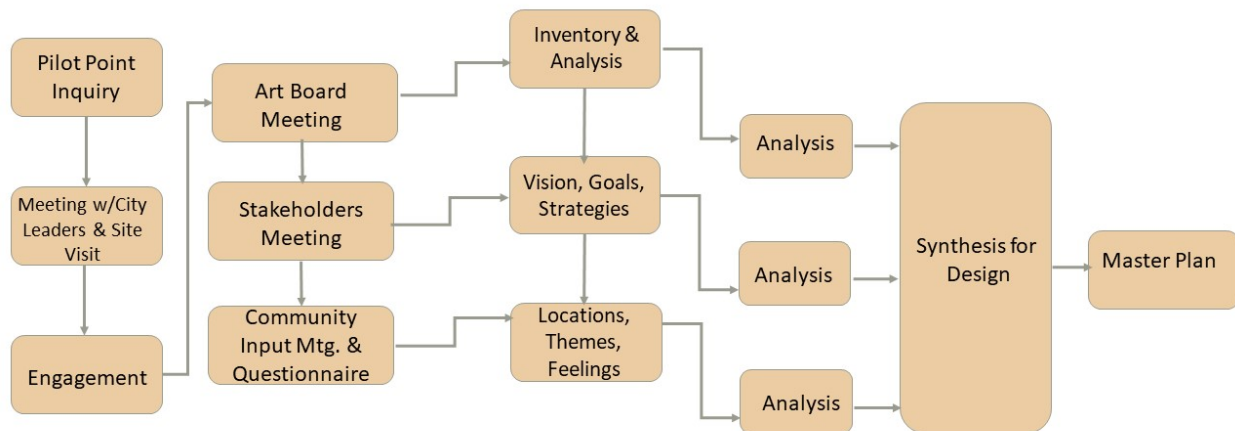 Pilot Point
Inquiry
Meeting w/City
Leaders & Site
Visit
Engagement
Art Board
Meeting
Stakeholders
Meeting
Community
Input Mtg. &
Questionnaire
Inventory &
Analysis
Vision, Goals,
Strategies
Locations,
Themes,
Feelings
Analysis
Analysis
Analysis
Synthesis for
Design
Master Plan